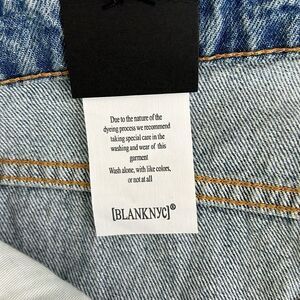 Due to the nature of the
dyeing process we recommend
taking special care in the
washing and wear of this
garment
Wash alone, with like colors,
or not at all
[BLANKNYC]®